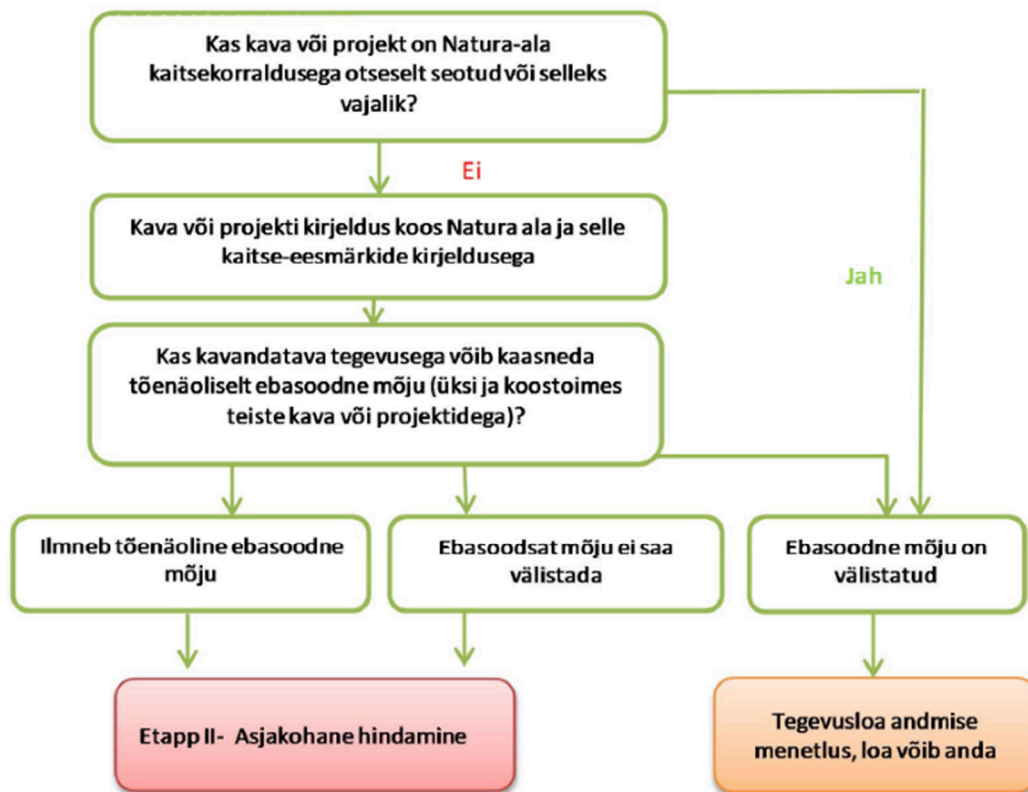 Kas kava või projekt on Natura-ala
kaitsekorraldusega otseselt seotud või selleks
vajalik?
Ei
Kava või projekti kirjeldus koos Natura ala ja selle
kaitse-eesmärkide kirjeldusega
Jah
Kas kavandatava tegevusega võib kaasneda
tõenäoliselt ebasoodne mõju (üksi ja koostoimes
teiste kava või projektidega)?
Ilmneb tõenäoline ebasoodne
mõju
Ebasoodsat mõju ei saa
välistada
Ebasoodne mõju on
välistatud
Etapp II- Asjakohane hindamine
Tegevusloa andmise
menetlus, loa võib anda